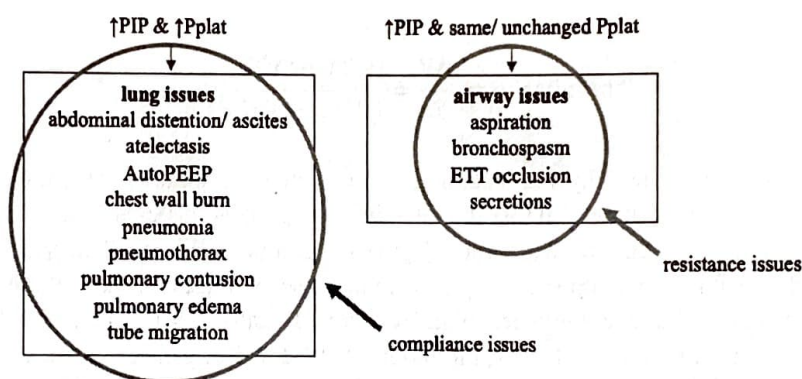 ↑PIP & ↑Pplat
lung issues
abdominal distention/ ascites
atelectasis
AutoPEEP
chest wall burn
pneumonia
pneumothorax
pulmonary contusion
pulmonary edema
tube migration
compliance issues
↑PIP & same/ unchanged Pplat
airway issues
aspiration
bronchospasm
ETT occlusion
secretions
resistance issues